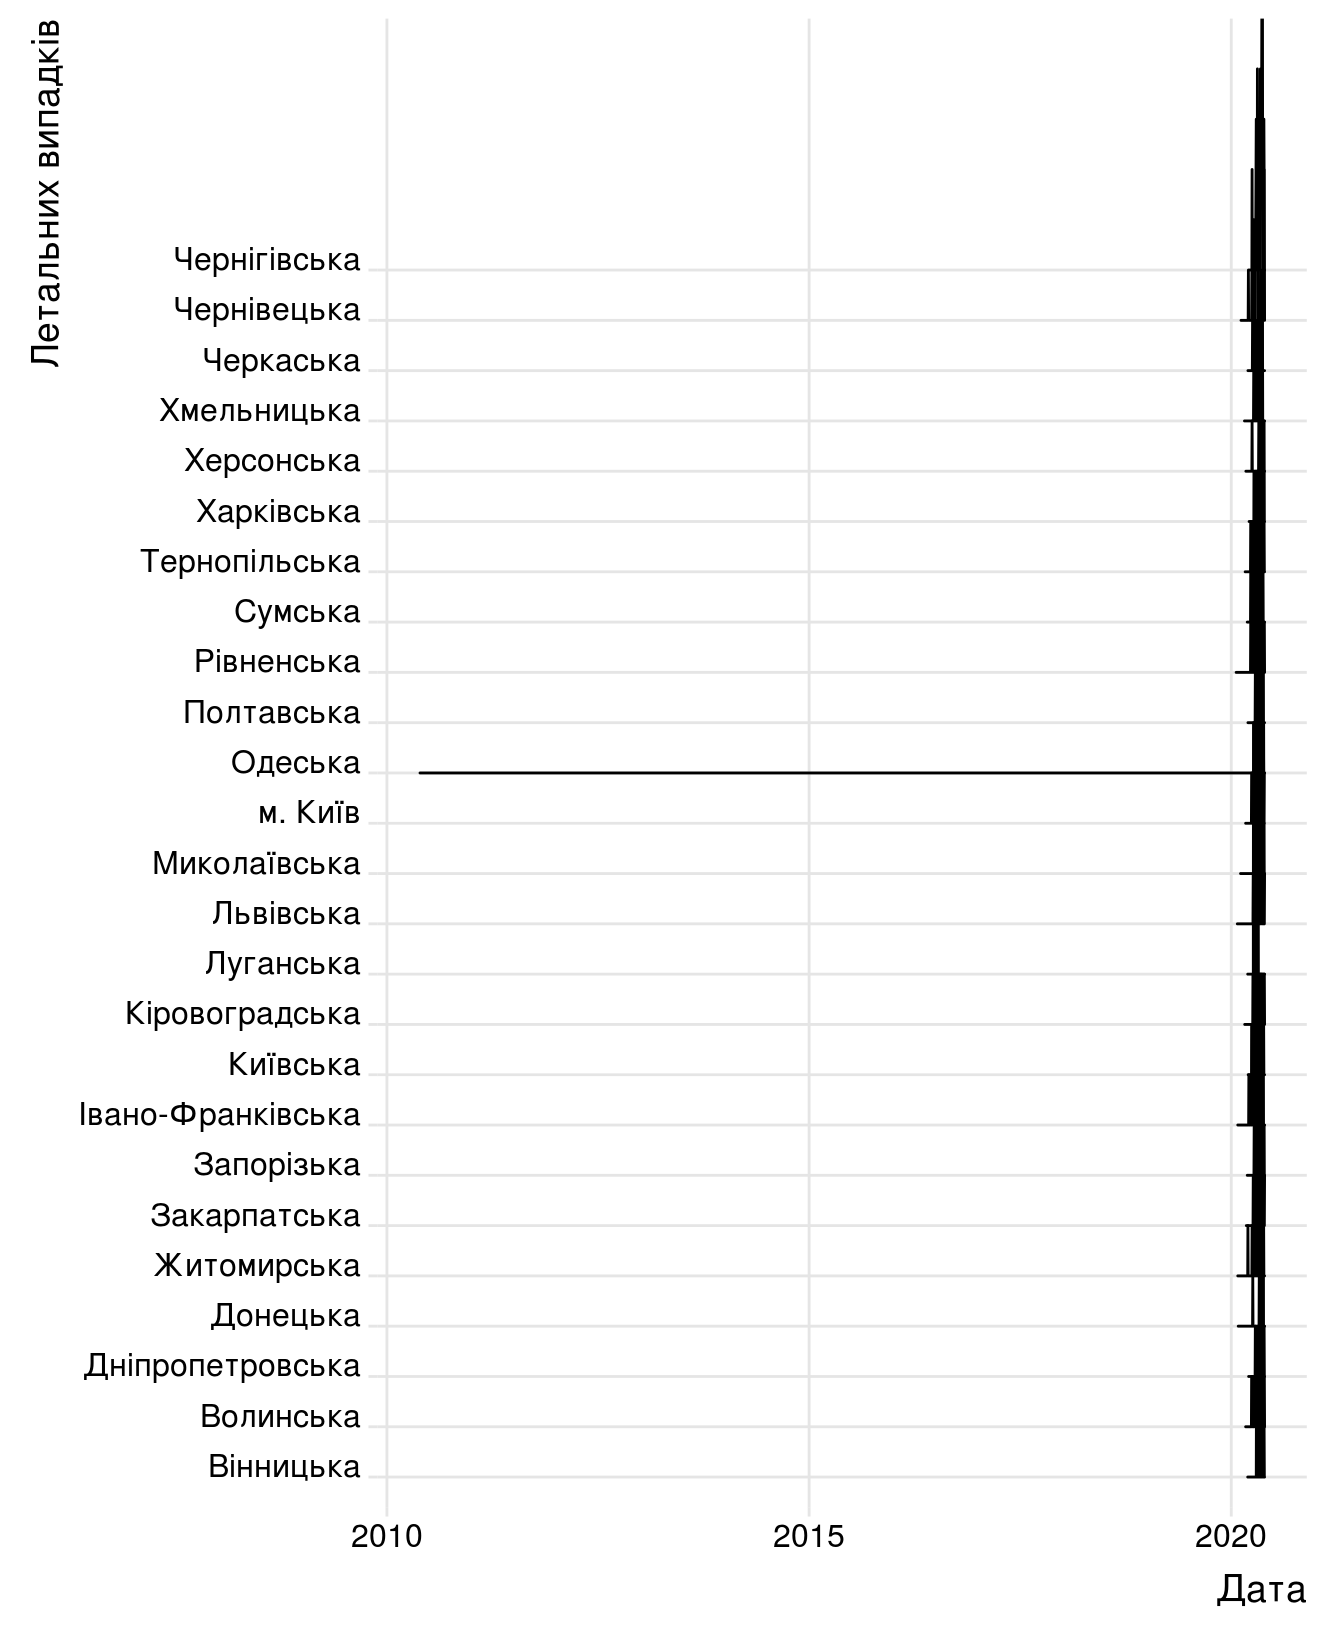 Летальних випадків
Чернігівська
Чернівецька
Черкаська
Хмельницька
Херсонська
Харківська
Тернопільська
Сумська
Рівненська
Полтавська
Одеська
м. Київ
Миколаївська
Львівська
Луганська
Кіровоградська
Київська
Івано-Франківська
Запорізька
Закарпатська
Житомирська
Донецька
Дніпропетровська
Волинська
Вінницька
2010 2015 2020
Дата